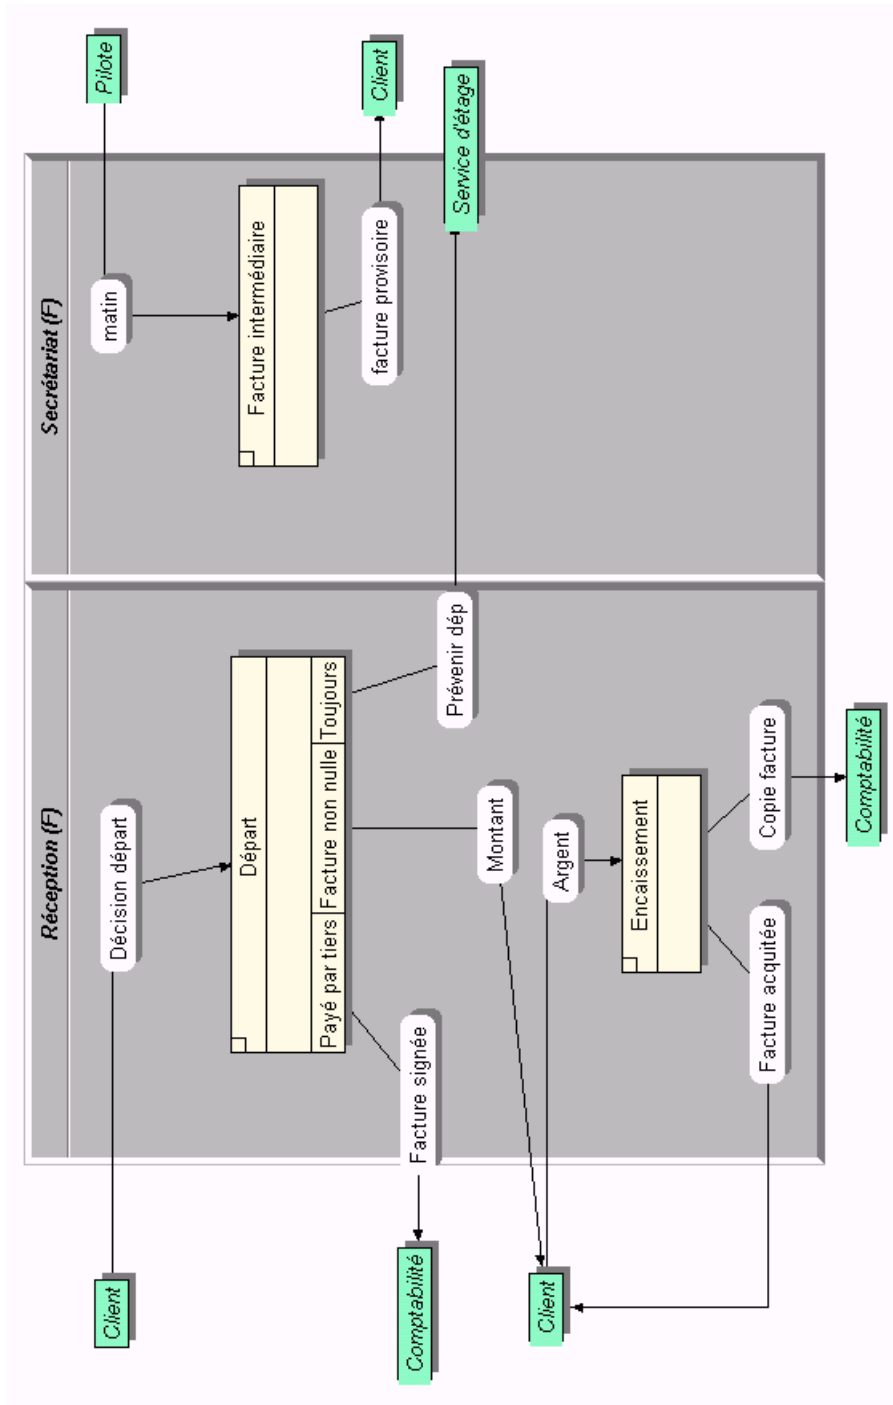 Réception (F)
Secrétariat (F)
Client
Décision départ
matin
Pilote
Départ
Payé par tiers
Facture non nulle
Toujours
Facture intermédiaire
facture provisoire
Client
Facture signée
Comptabilité
Prévenir dép
Service d'étage
Montant
Client
Argent
Encaissement
Facture acquitée
Copie facture
Comptabilité